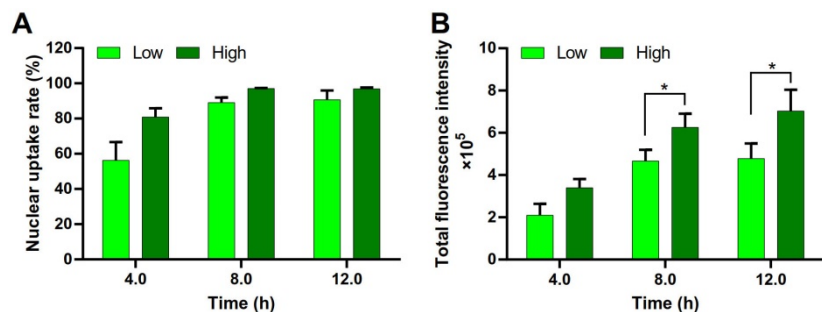 A
Low High
Nuclear uptake rate (%)
120
100
80
60
40
20
0
4.0 8.0 12.0
Time (h)
B
Low High
Total fluorescence intensity
×10⁵
10
8
6
4
2
0
* *
4.0 8.0 12.0
Time (h)